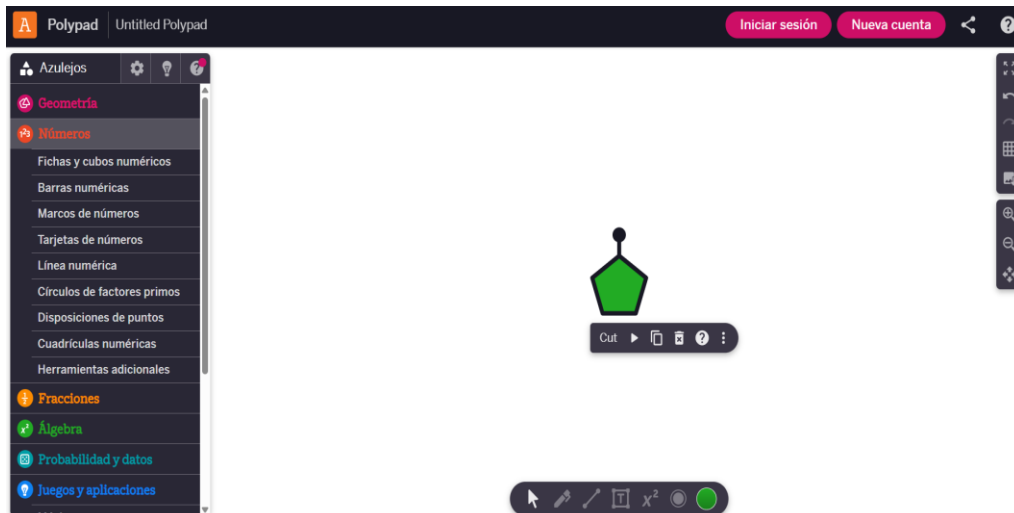 A Polypad Untitled Polypad Iniciar sesión Nueva cuenta
Azulejos
Geometría
Números
Fichas y cubos numéricos
Barras numéricas
Marcos de números
Tarjetas de números
Línea numérica
Círculos de factores primos
Disposiciones de puntos
Cuadrículas numéricas
Herramientas adicionales
Fracciones
Álgebra
Probabilidad y datos
Juegos y aplicaciones
Cut
T x²